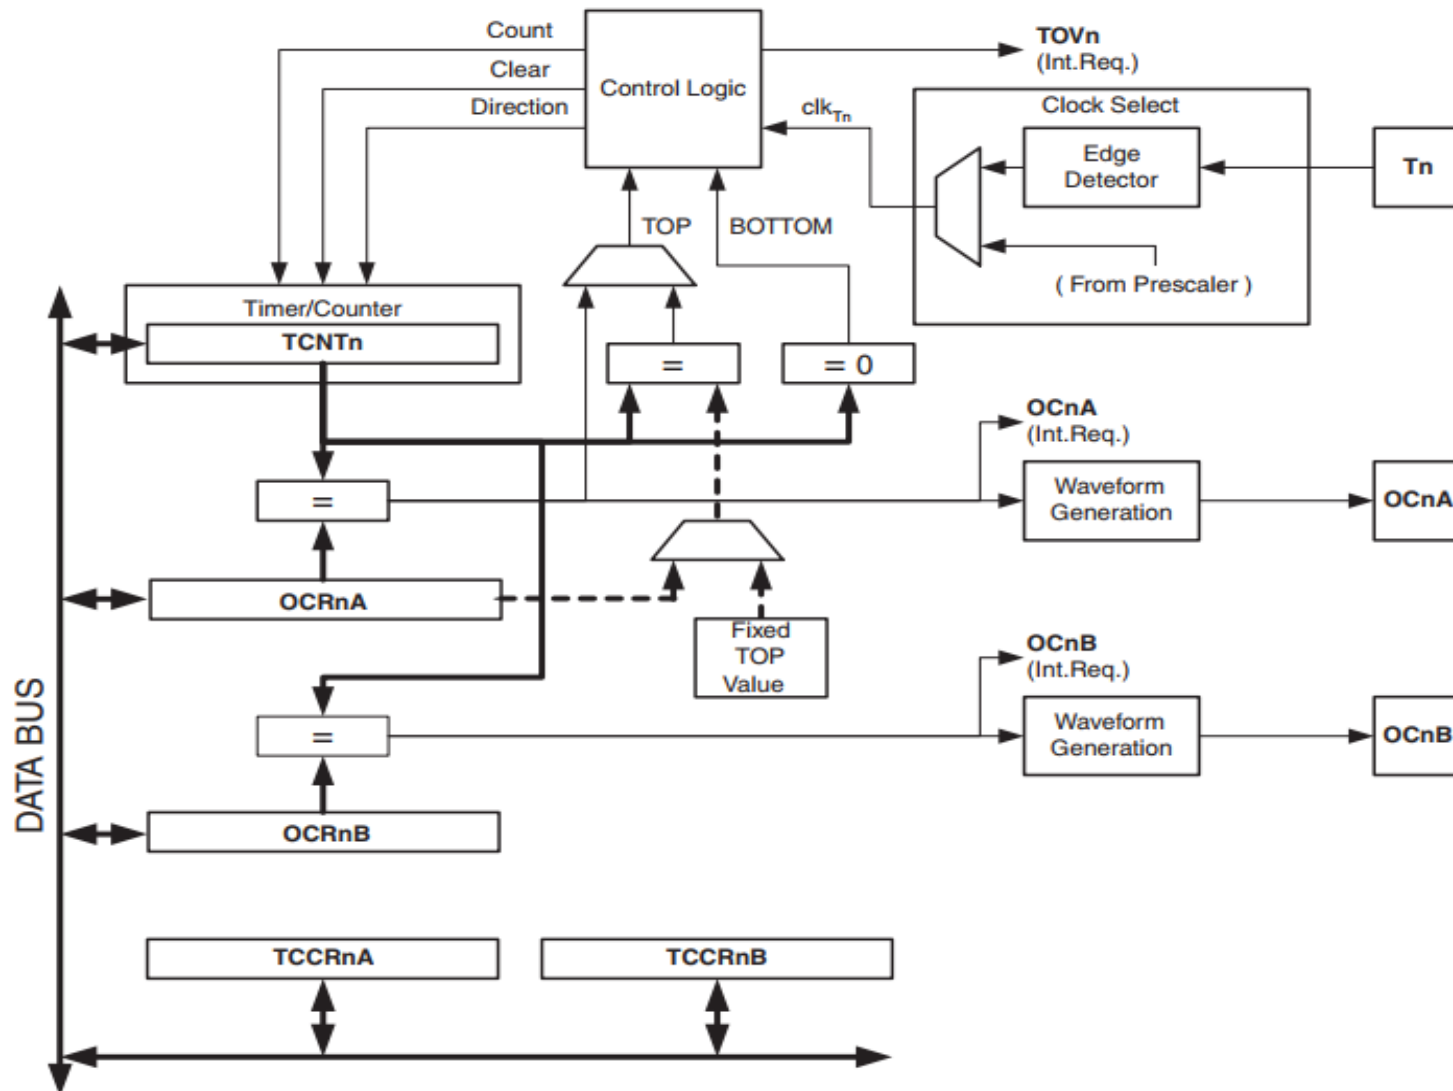 Count
Clear
Direction
Control Logic
TOVn
(Int.Req.)
clkTn
Clock Select
Edge
Detector
Tn
TOP
BOTTOM
( From Prescaler )
Timer/Counter
TCNTn
=
= 0
OCnA
(Int.Req.)
=
Waveform
Generation
OCnA
OCRnA
Fixed
TOP
Value
OCnB
(Int.Req.)
=
Waveform
Generation
OCnB
DATA BUS
OCRnB
TCCRnA
TCCRnB